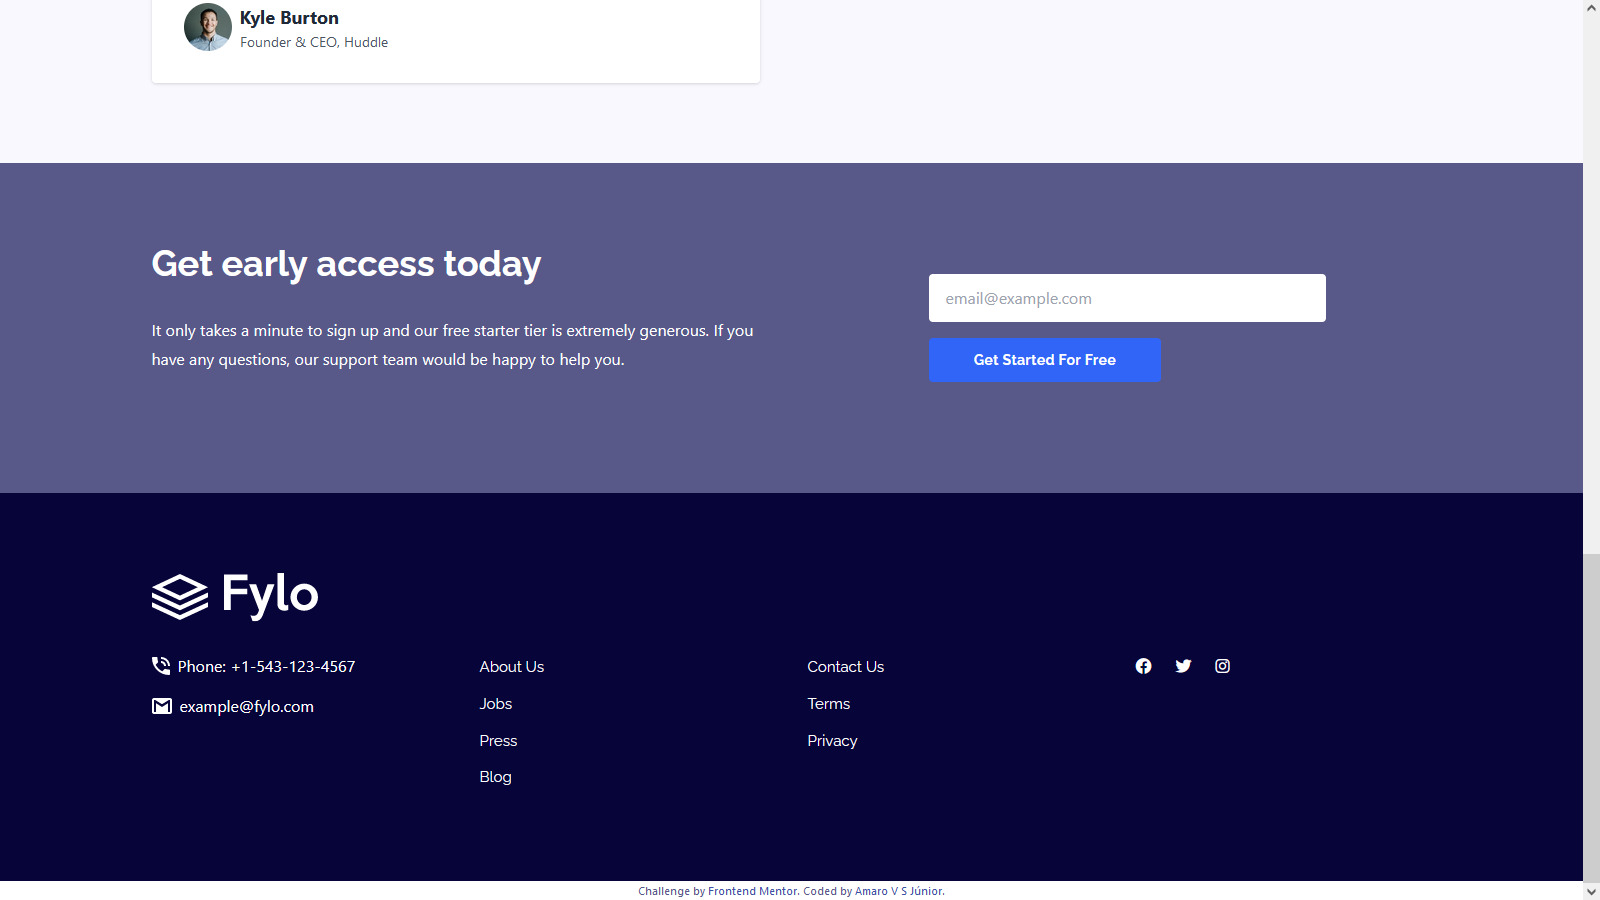 Kyle Burton
Founder & CEO, Huddle
Get early access today
It only takes a minute to sign up and our free starter tier is extremely generous. If you
have any questions, our support team would be happy to help you.
email@example.com
Get Started For Free
Fylo
Phone: +1-543-123-4567
example@fylo.com
About Us
Jobs
Press
Blog
Contact Us
Terms
Privacy
Challenge by Frontend Mentor. Coded by Amaro V S Júnior.